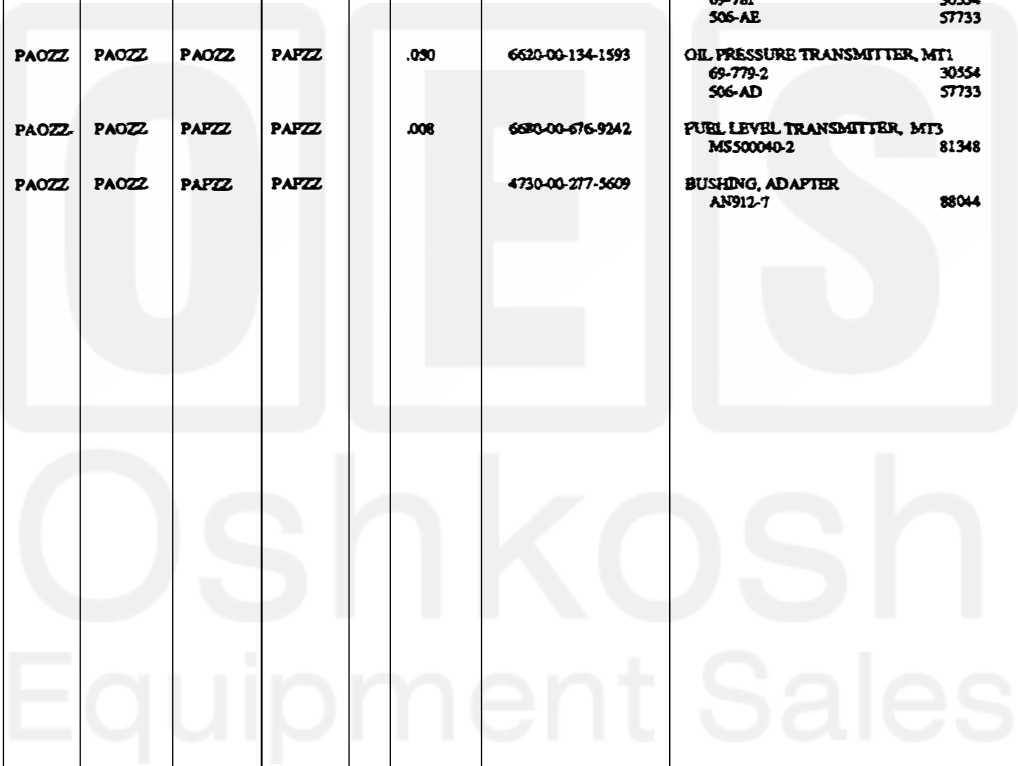 506-AE 57733
PAOZZ PAOZZ PAOZZ PAFZZ .050 6620-00-134-1593 OIL PRESSURE TRANSMITTER, MT1
69-779-2 30554
506-AD 57733
PAOZZ PAOZZ PAFZZ PAFZZ .008 6680-00-676-9242 FUEL LEVEL TRANSMITTER, MT3
MS500040-2 81348
PAOZZ PAOZZ PAFZZ PAFZZ 4730-00-277-5609 BUSHING, ADAPTER
AN912-7 88044
OES
Oshkosh
Equipment Sales